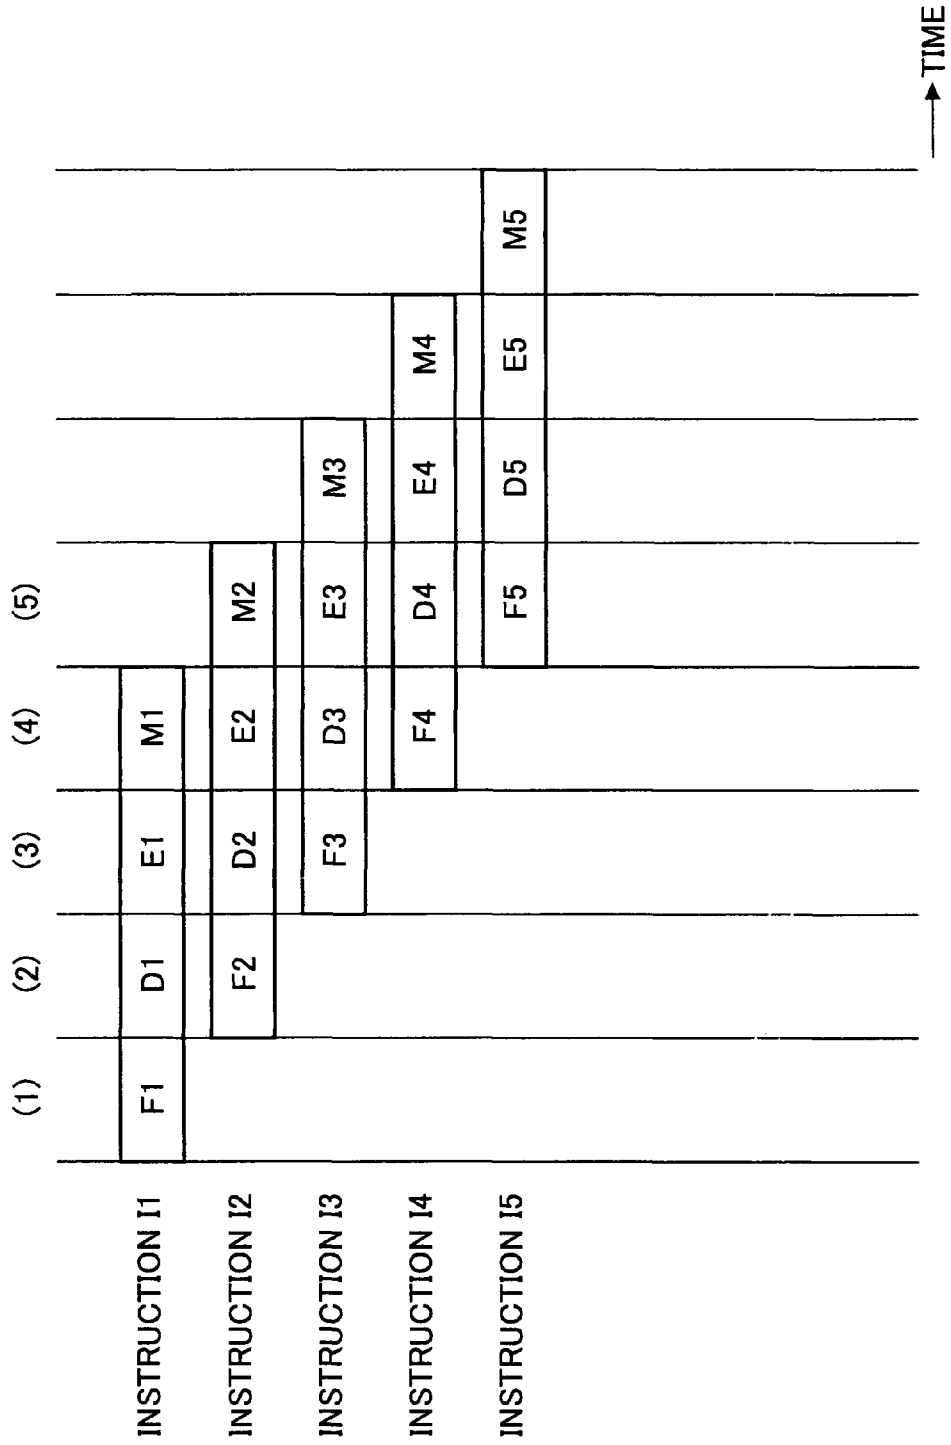 (1) (2) (3) (4) (5)
INSTRUCTION I1 F1 D1 E1 M1
INSTRUCTION I2 F2 D2 E2 M2
INSTRUCTION I3 F3 D3 E3 M3
INSTRUCTION I4 F4 D4 E4 M4
INSTRUCTION I5 F5 D5 E5 M5
TIME